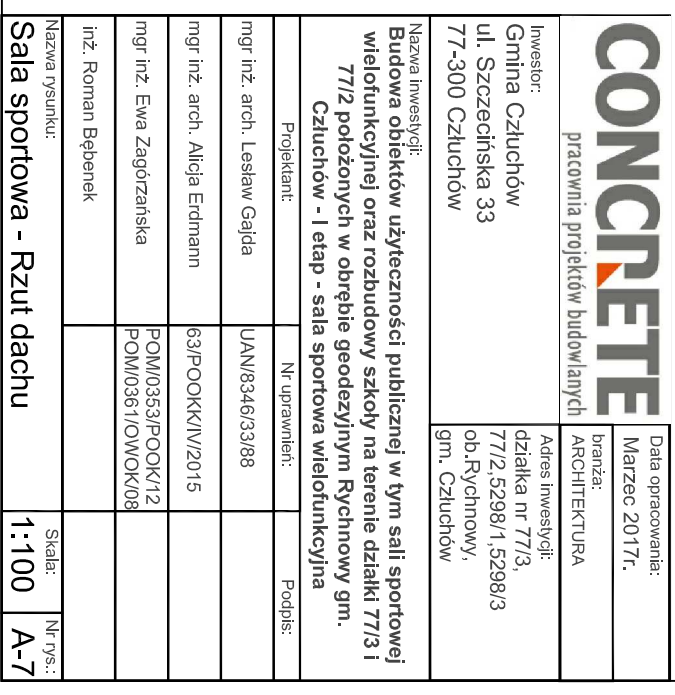 CONCRETE
pracownia projektów budowlanych
Data opracowania:
Marzec 2017r.
branża:
ARCHITEKTURA
Inwestor:
Gmina Człuchów
ul. Szczecińska 33
77-300 Człuchów
Adres inwestycji:
działka nr 77/3,
77/2,5298/1,5298/3
ob.Rychnowy,
gm. Człuchów
Nazwa inwestycji:
Budowa obiektów użyteczności publicznej w tym sali sportowej
wielofunkcyjnej oraz rozbudowy szkoły na terenie działki 77/3 i
77/2 położonych w obrębie geodezyjnym Rychnowy gm.
Człuchów - I etap - sala sportowa wielofunkcyjna
Projektant:
Nr uprawnień:
Podpis:
mgr inż. arch. Lesław Gajda
UAN/8346/33/88
mgr inż. arch. Alicja Erdmann
63/POOKK/IV/2015
mgr inż. Ewa Zagórzańska
POM/0353/POOK/12
POM/0361/OWOK/08
inż. Roman Bębenek
Nazwa rysunku:
Sala sportowa - Rzut dachu
Skala:
1:100
Nr rys.:
A-7